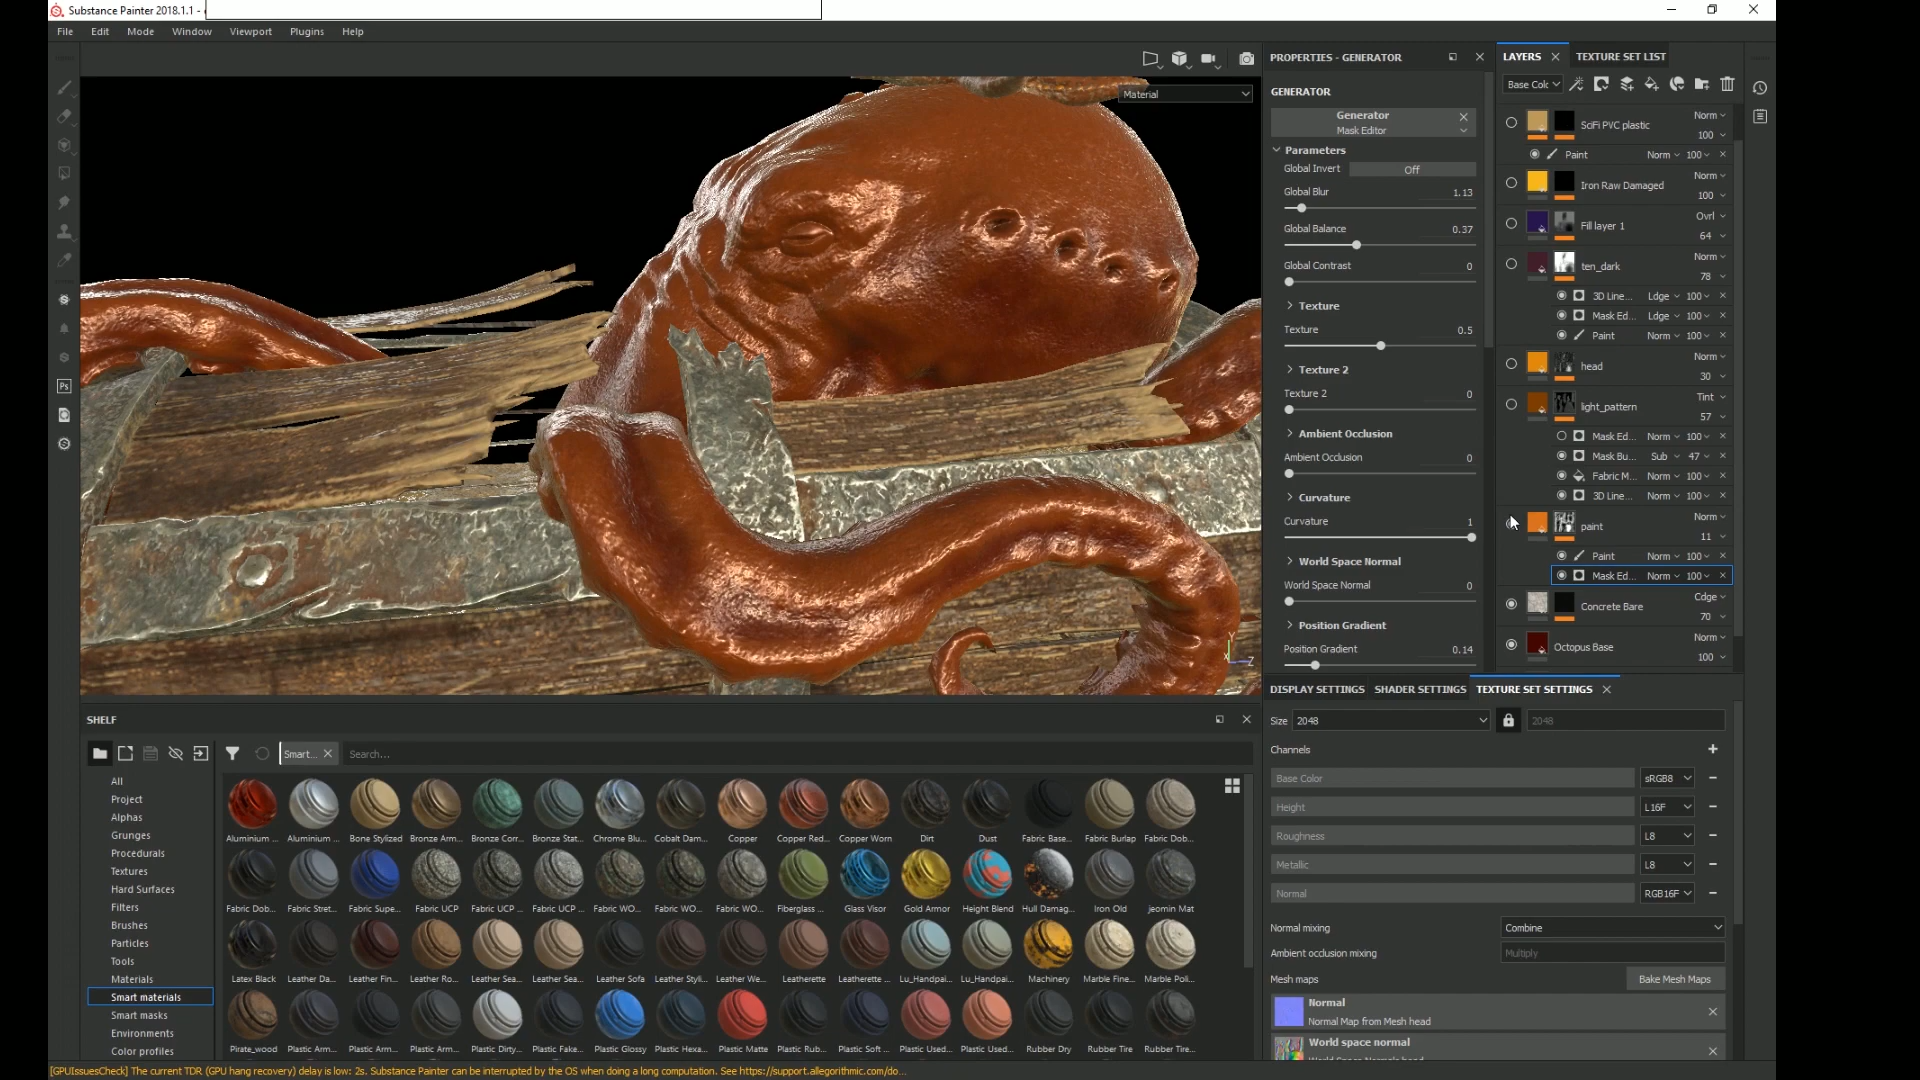 Substance Painter 2018.1.1 -
File Edit Mode Window Viewport Plugins Help
Material
PROPERTIES - GENERATOR
GENERATOR
Generator
Mask Editor
Parameters
Global Invert Off
Global Blur 1.13
Global Balance 0.37
Global Contrast 0
Texture
Texture 0.5
Texture 2
Texture 2 0
Ambient Occlusion
Ambient Occlusion 0
Curvature
Curvature 1
World Space Normal
World Space Normal 0
Position Gradient
Position Gradient 0.14
LAYERS TEXTURE SET LIST
Base Colc
SciFi PVC plastic Norm 100
Paint Norm 100
Iron Raw Damaged Norm 100
Fill layer 1 Ovrl 64
ten_dark Norm 78
3D Line... Ldge 100
Mask Ed... Ldge 100
Paint Norm 100
head Norm 30
light_pattern Tint 57
Mask Ed... Norm 100
Mask Bu... Sub 47
Fabric M... Norm 100
3D Line... Norm 100
paint Norm 11
Paint Norm 100
Mask Ed... Norm 100
Concrete Bare Cdge 70
Octopus Base Norm 100
DISPLAY SETTINGS SHADER SETTINGS TEXTURE SET SETTINGS
Size 2048 2048
Channels
Base Color sRGB8
Height L16F
Roughness L8
Metallic L8
Normal RGB16F
Normal mixing Combine
Ambient occlusion mixing Multiply
Mesh maps Bake Mesh Maps
Normal
Normal Map from Mesh head
World space normal
World Space Normals head
Y
X Z
SHELF
Smart... Search...
All
Project
Alphas
Grunges
Procedurals
Textures
Hard Surfaces
Filters
Brushes
Particles
Tools
Materials
Smart materials
Smart masks
Environments
Color profiles
Ps
Aluminium ... Aluminium ... Bone Stylized Bronze Arm... Bronze Corr... Bronze Stat... Chrome Blu... Cobalt Dam... Copper Copper Red... Copper Worn Dirt Dust Fabric Base... Fabric Burlap Fabric Dob...
Fabric Dob... Fabric Stret... Fabric Supe... Fabric UCP Fabric UCP ... Fabric UCP ... Fabric WO... Fabric WO... Fabric WO... Fiberglass ... Glass Visor Gold Armor Height Blend Hull Damag... Iron Old jeomin Mat
Latex Black Leather Da... Leather Fin... Leather Ro... Leather Sea... Leather Sea... Leather Sofa Leather Styli... Leather We... Leatherette Leatherette ... Lu_Handpai... Lu_Handpai... Machinery Marble Fine... Marble Poli...
Pirate_wood Plastic Arm... Plastic Arm... Plastic Arm... Plastic Dirty... Plastic Fake... Plastic Glossy Plastic Hexa... Plastic Matte Plastic Rub... Plastic Soft ... Plastic Used... Plastic Used... Rubber Dry Rubber Tire Rubber Tire...
[GPUIssuesCheck] The current TDR (GPU hang recovery) delay is low: 2s. Substance Painter can be interrupted by the OS when doing a long computation. See https://support.allegorithmic.com/do...